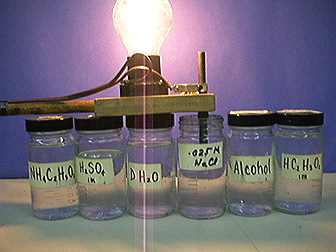 NH₄C₂H₃O₂
H₂SO₄
1M
DH₂O
.025M
NaCl
Alcohol
HC₂H₃O₂
1M